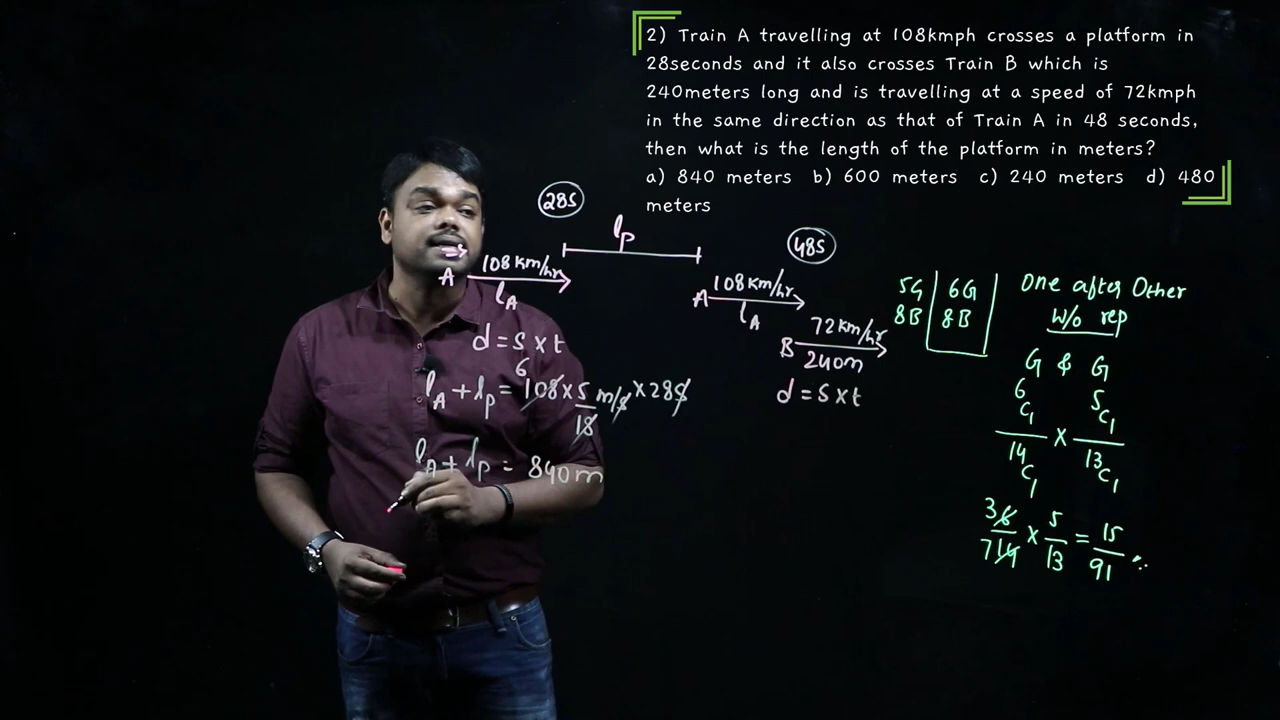 2) Train A travelling at 108kmph crosses a platform in
28seconds and it also crosses Train B which is
240meters long and is travelling at a speed of 72kmph
in the same direction as that of Train A in 48 seconds,
then what is the length of the platform in meters?
a) 840 meters b) 600 meters c) 240 meters d) 480
meters
28s
lp
48s
A 108 km/hr
lA
A 108 km/hr
lA
B 72 km/hr
240m
d = s x t
d = s x t
6
lA + lp = 108 x 5 m/s x 28s
18
lA + lp = 840m
5G 6G
8B 8B
One after Other
w/o rep
G & G
6C1 5C1
x
14C1 13C1
3 6 x 5 = 15
7 14 13 91